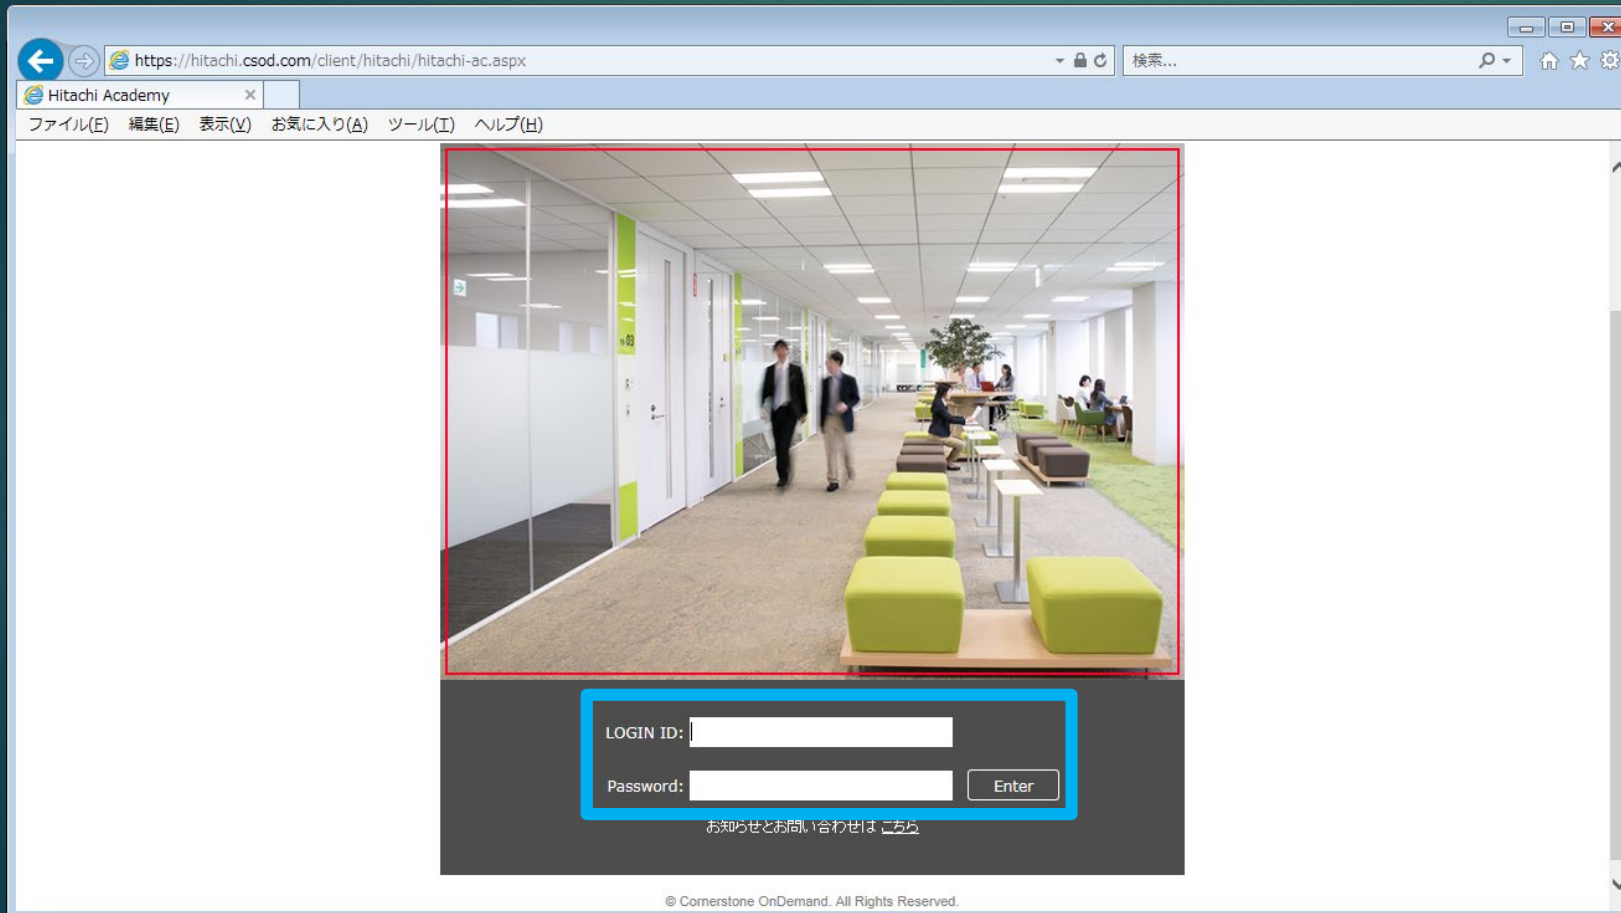 https://hitachi.csod.com/client/hitachi/hitachi-ac.aspx 検索...
Hitachi Academy
ファイル(F) 編集(E) 表示(V) お気に入り(A) ツール(T) ヘルプ(H)
03
LOGIN ID:
Password: Enter
お知らせとお問い合わせは こちら
© Cornerstone OnDemand. All Rights Reserved.